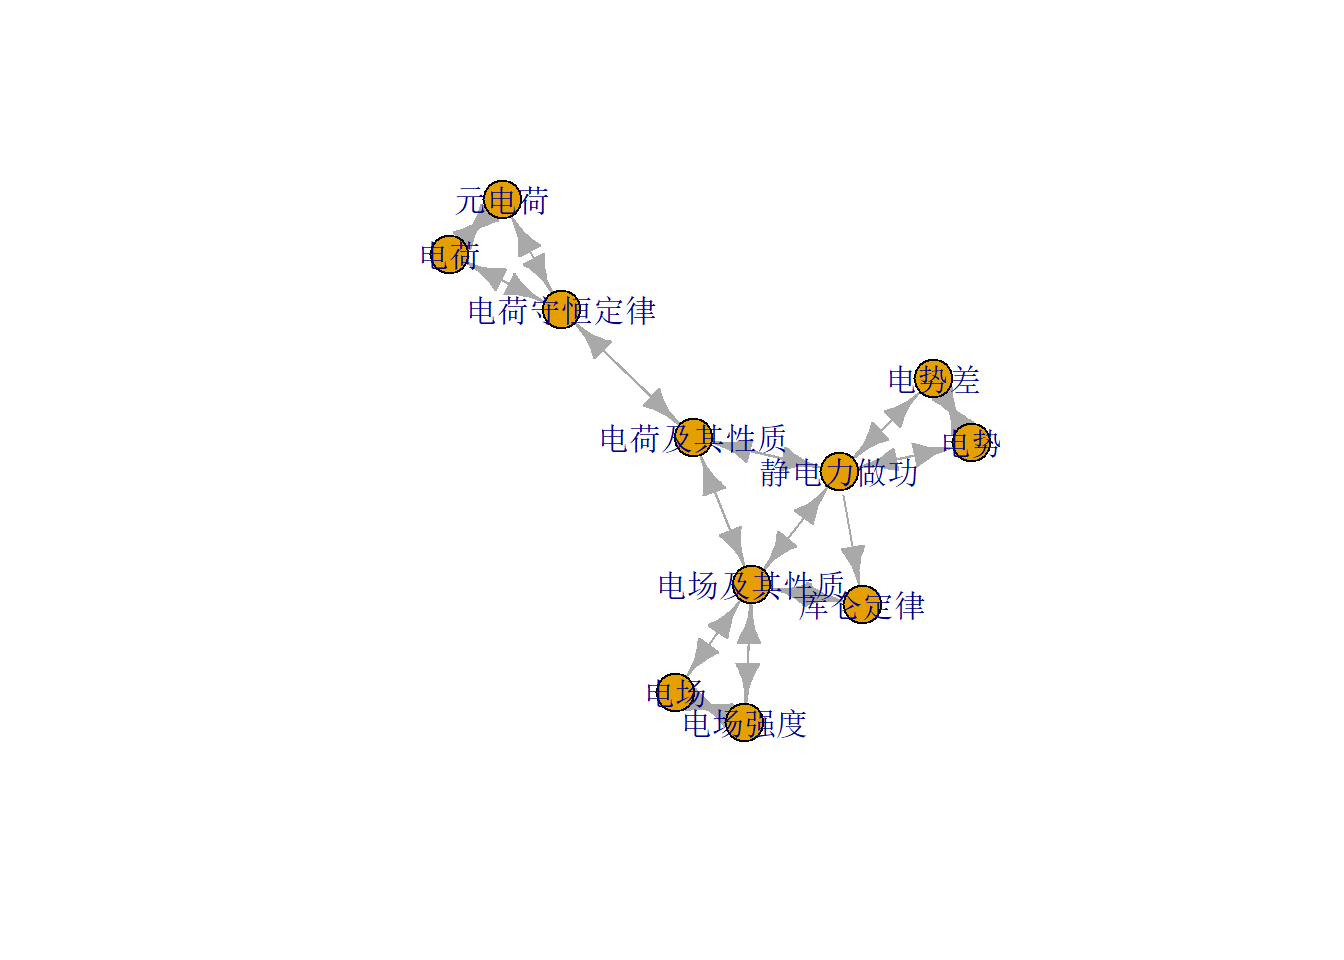 元电荷
电荷
电荷守恒定律
电势差
电荷及其性质
电势
静电力做功
电场及其性质
库仑定律
电场
电场强度